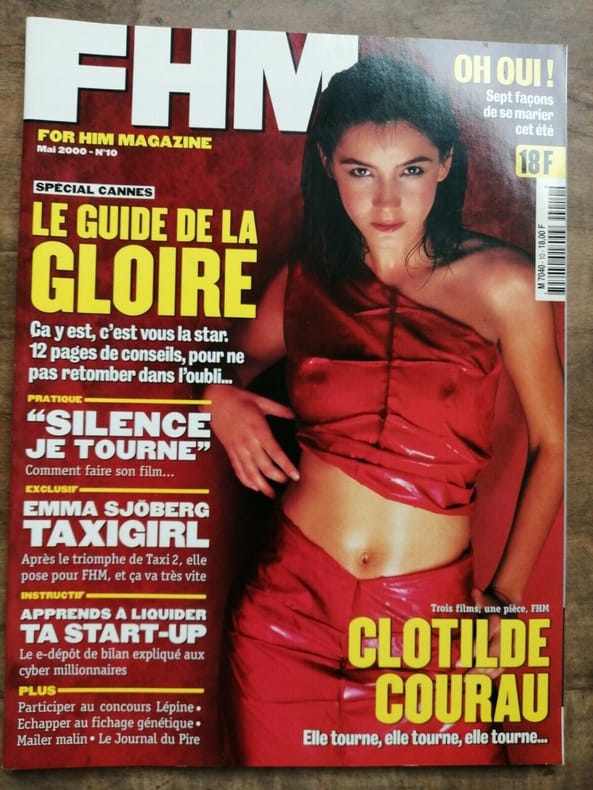 FHM
FOR HIM MAGAZINE
Mai 2000 - N°10
OH OUI !
Sept façons
de se marier
cet été
18F
M 7040 - 10 - 18,00 F
SPÉCIAL CANNES
LE GUIDE DE LA
GLOIRE
Ca y est, c'est vous la star.
12 pages de conseils, pour ne
pas retomber dans l'oubli...
PRATIQUE
“SILENCE
JE TOURNE”
Comment faire son film...
EXCLUSIF
EMMA SJÖBERG
TAXIGIRL
Après le triomphe de Taxi 2, elle
pose pour FHM, et ça va très vite
INSTRUCTIF
APPRENDS A LIQUIDER
TA START-UP
Le e-dépôt de bilan expliqué aux
cyber millionnaires
PLUS
Participer au concours Lépine •
Echapper au fichage génétique •
Mailer malin • Le Journal du Pire
Trois films, une pièce, FHM
CLOTILDE
COURAU
Elle tourne, elle tourne, elle tourne...